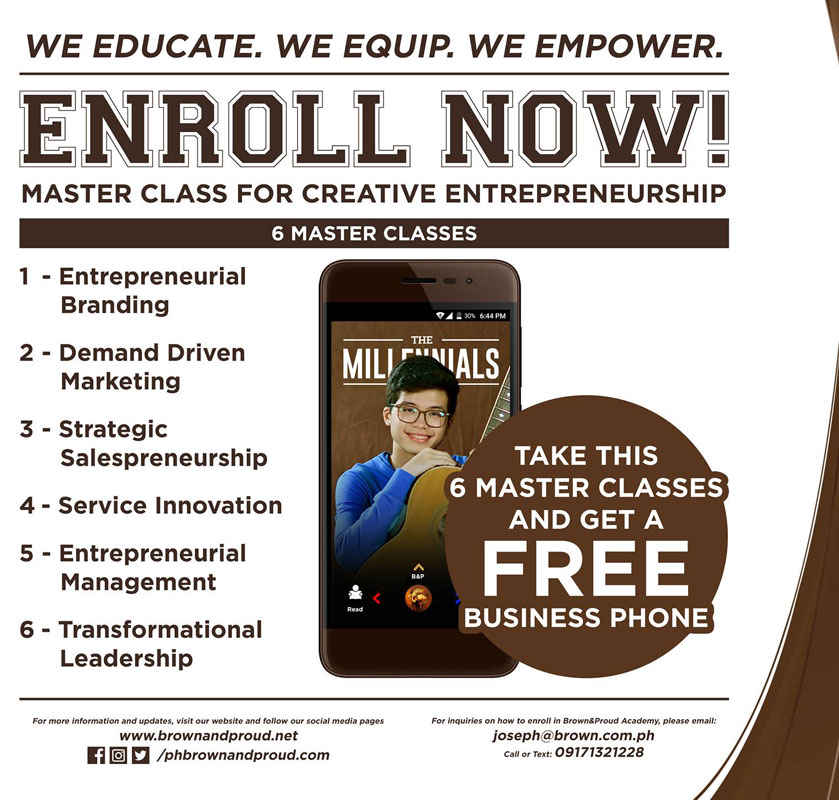 WE EDUCATE. WE EQUIP. WE EMPOWER.
ENROLL NOW!
MASTER CLASS FOR CREATIVE ENTREPRENEURSHIP
6 MASTER CLASSES
1 - Entrepreneurial
Branding
2 - Demand Driven
Marketing
3 - Strategic
Salespreneurship
4 - Service Innovation
5 - Entrepreneurial
Management
6 - Transformational
Leadership
30% 6:44 PM
THE
MILLENNIALS
B&P
Read
TAKE THIS
6 MASTER CLASSES
AND GET A
FREE
BUSINESS PHONE
For more information and updates, visit our website and follow our social media pages
www.brownandproud.net
/phbrownandproud.com
For inquiries on how to enroll in Brown&Proud Academy, please email:
joseph@brown.com.ph
Call or Text: 09171321228